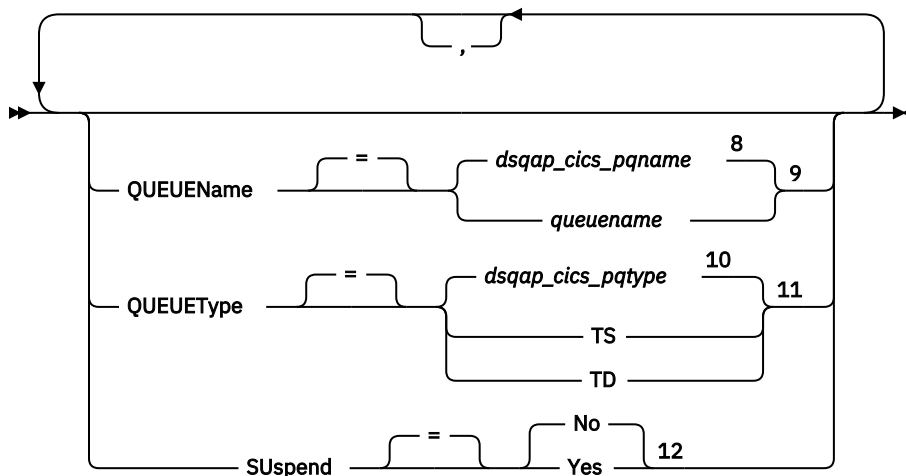 ,
= dsqap_cics_pqname 8
QUEUEName 9
queuename
= dsqap_cics_pqtype 10
QUEUEType 11
TS
TD
= No
SUspend Yes 12